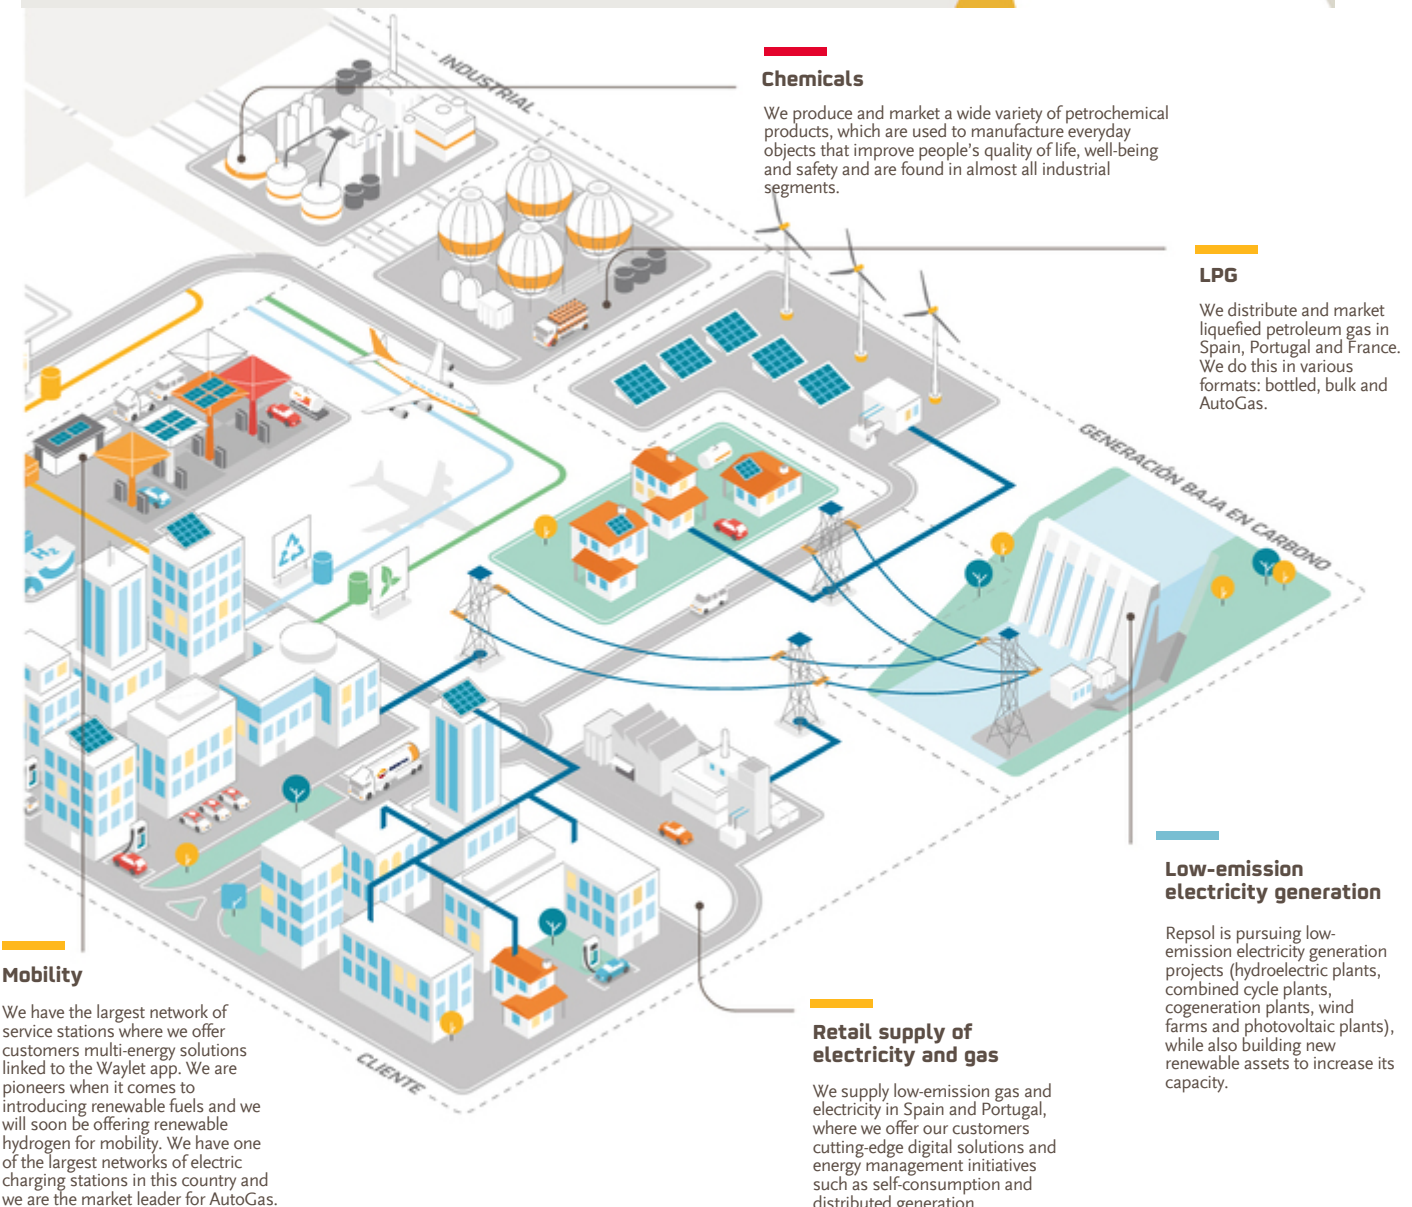 INDUSTRIAL
Chemicals
We produce and market a wide variety of petrochemical
products, which are used to manufacture everyday
objects that improve people's quality of life, well-being
and safety and are found in almost all industrial
segments.
LPG
We distribute and market
liquefied petroleum gas in
Spain, Portugal and France.
We do this in various
formats: bottled, bulk and
AutoGas.
GENERACIÓN BAJA EN CARBONO
H2
Low-emission
electricity generation
Repsol is pursuing low-
emission electricity generation
projects (hydroelectric plants,
combined cycle plants,
cogeneration plants, wind
farms and photovoltaic plants),
while also building new
renewable assets to increase its
capacity.
Mobility
We have the largest network of
service stations where we offer
customers multi-energy solutions
linked to the Waylet app. We are
pioneers when it comes to
introducing renewable fuels and we
will soon be offering renewable
hydrogen for mobility. We have one
of the largest networks of electric
charging stations in this country and
we are the market leader for AutoGas.
CLIENTE
Retail supply of
electricity and gas
We supply low-emission gas and
electricity in Spain and Portugal,
where we offer our customers
cutting-edge digital solutions and
energy management initiatives
such as self-consumption and
distributed generation